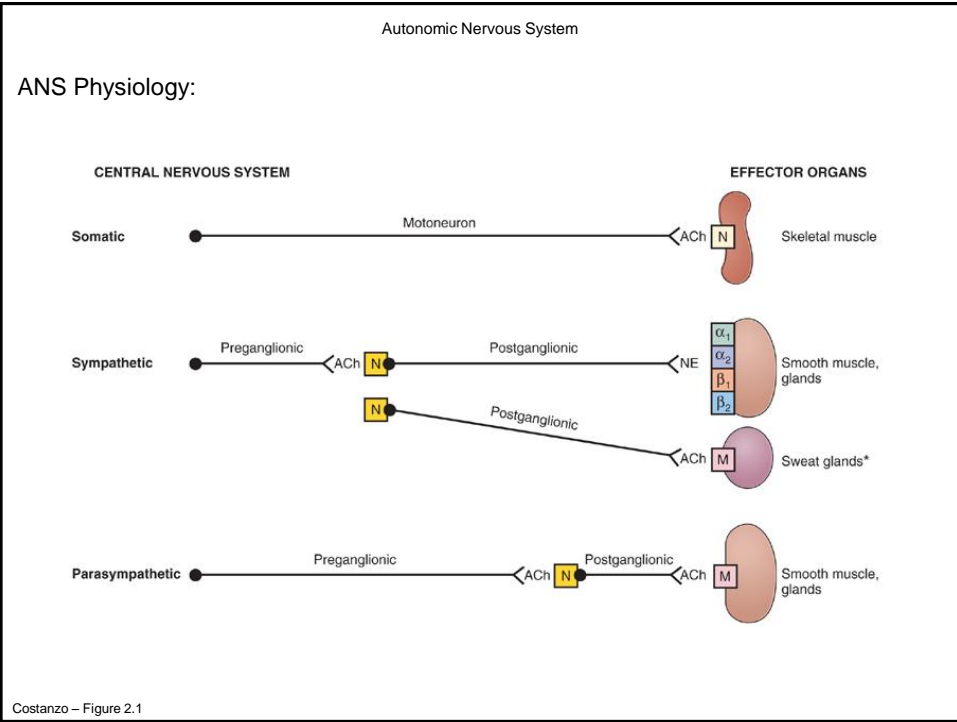 Autonomic Nervous System
ANS Physiology:
CENTRAL NERVOUS SYSTEM
EFFECTOR ORGANS
Somatic
Motoneuron
ACh
N
Skeletal muscle
Sympathetic
Preganglionic
ACh
N
Postganglionic
NE
α1
α2
β1
β2
Smooth muscle,
glands
N
Postganglionic
ACh
M
Sweat glands*
Parasympathetic
Preganglionic
ACh
N
Postganglionic
ACh
M
Smooth muscle,
glands
Costanzo – Figure 2.1